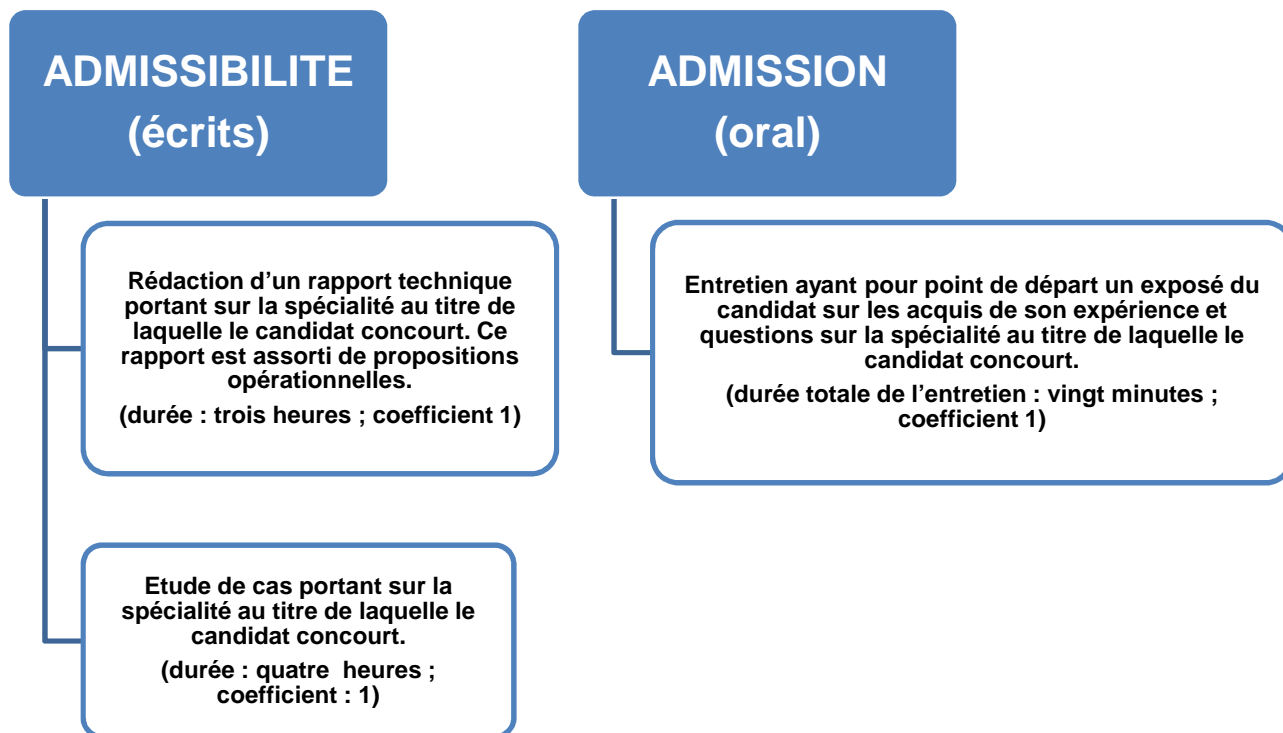 ADMISSIBILITE
(écrits)
Rédaction d’un rapport technique
portant sur la spécialité au titre de
laquelle le candidat concourt. Ce
rapport est assorti de propositions
opérationnelles.
(durée : trois heures ; coefficient 1)
Etude de cas portant sur la
spécialité au titre de laquelle le
candidat concourt.
(durée : quatre  heures ;
coefficient : 1)
ADMISSION
(oral)
Entretien ayant pour point de départ un exposé du
candidat sur les acquis de son expérience et
questions sur la spécialité au titre de laquelle le
candidat concourt.
(durée totale de l’entretien : vingt minutes ;
coefficient 1)